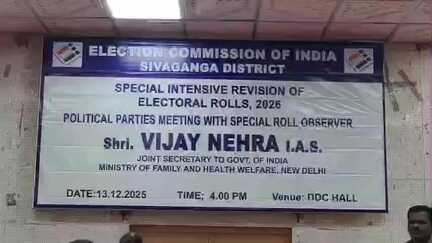 ELECTION COMMISSION OF INDIA
SIVAGANGA DISTRICT
SPECIAL INTENSIVE REVISION OF
ELECTORAL ROLLS, 2026
POLITICAL PARTIES MEETING WITH SPECIAL ROLL OBSERVER
Shri. VIJAY NEHRA I.A.S.
JOINT SECRETARY TO GOVT. OF INDIA
MINISTRY OF FAMILY AND HEALTH WELFARE, NEW DELHI
DATE:13.12.2025 TIME; 4.00 PM Venue: DDC HALL